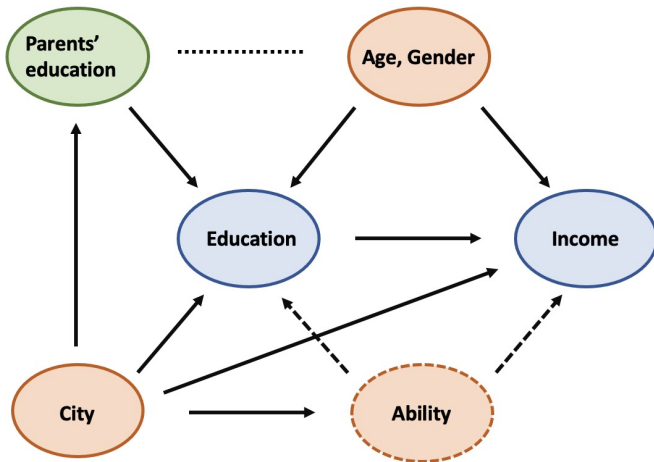 Parents’
education
Age, Gender
Education
Income
City
Ability